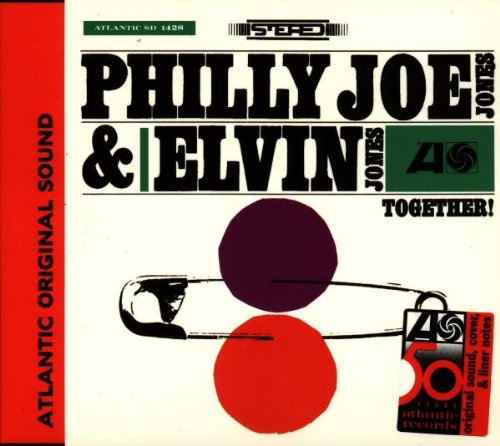 ATLANTIC SD 1428
STEREO
PHILLY JOE JONES
& ELVIN JONES
TOGETHER!
ATLANTIC ORIGINAL SOUND
50
YEARS
atlantic
records
original sound, cover,
& liner notes